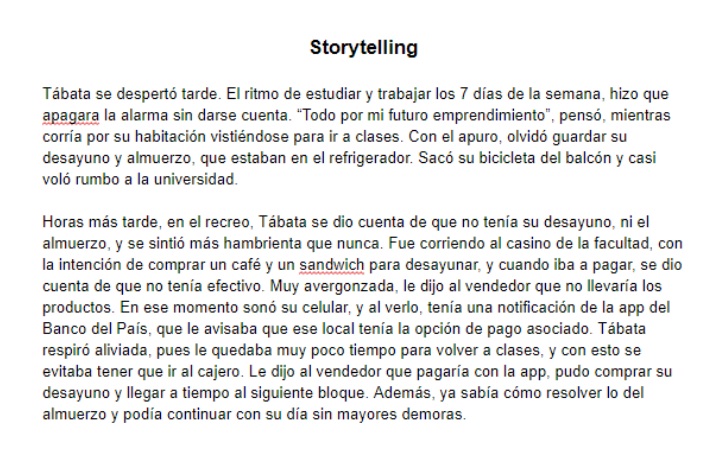 Storytelling
Tábata se despertó tarde. El ritmo de estudiar y trabajar los 7 días de la semana, hizo que
apagara la alarma sin darse cuenta. “Todo por mi futuro emprendimiento”, pensó, mientras
corría por su habitación vistiéndose para ir a clases. Con el apuro, olvidó guardar su
desayuno y almuerzo, que estaban en el refrigerador. Sacó su bicicleta del balcón y casi
voló rumbo a la universidad.
Horas más tarde, en el recreo, Tábata se dio cuenta de que no tenía su desayuno, ni el
almuerzo, y se sintió más hambrienta que nunca. Fue corriendo al casino de la facultad, con
la intención de comprar un café y un sandwich para desayunar, y cuando iba a pagar, se dio
cuenta de que no tenía efectivo. Muy avergonzada, le dijo al vendedor que no llevaría los
productos. En ese momento sonó su celular, y al verlo, tenía una notificación de la app del
Banco del País, que le avisaba que ese local tenía la opción de pago asociado. Tábata
respiró aliviada, pues le quedaba muy poco tiempo para volver a clases, y con esto se
evitaba tener que ir al cajero. Le dijo al vendedor que pagaría con la app, pudo comprar su
desayuno y llegar a tiempo al siguiente bloque. Además, ya sabía cómo resolver lo del
almuerzo y podía continuar con su día sin mayores demoras.